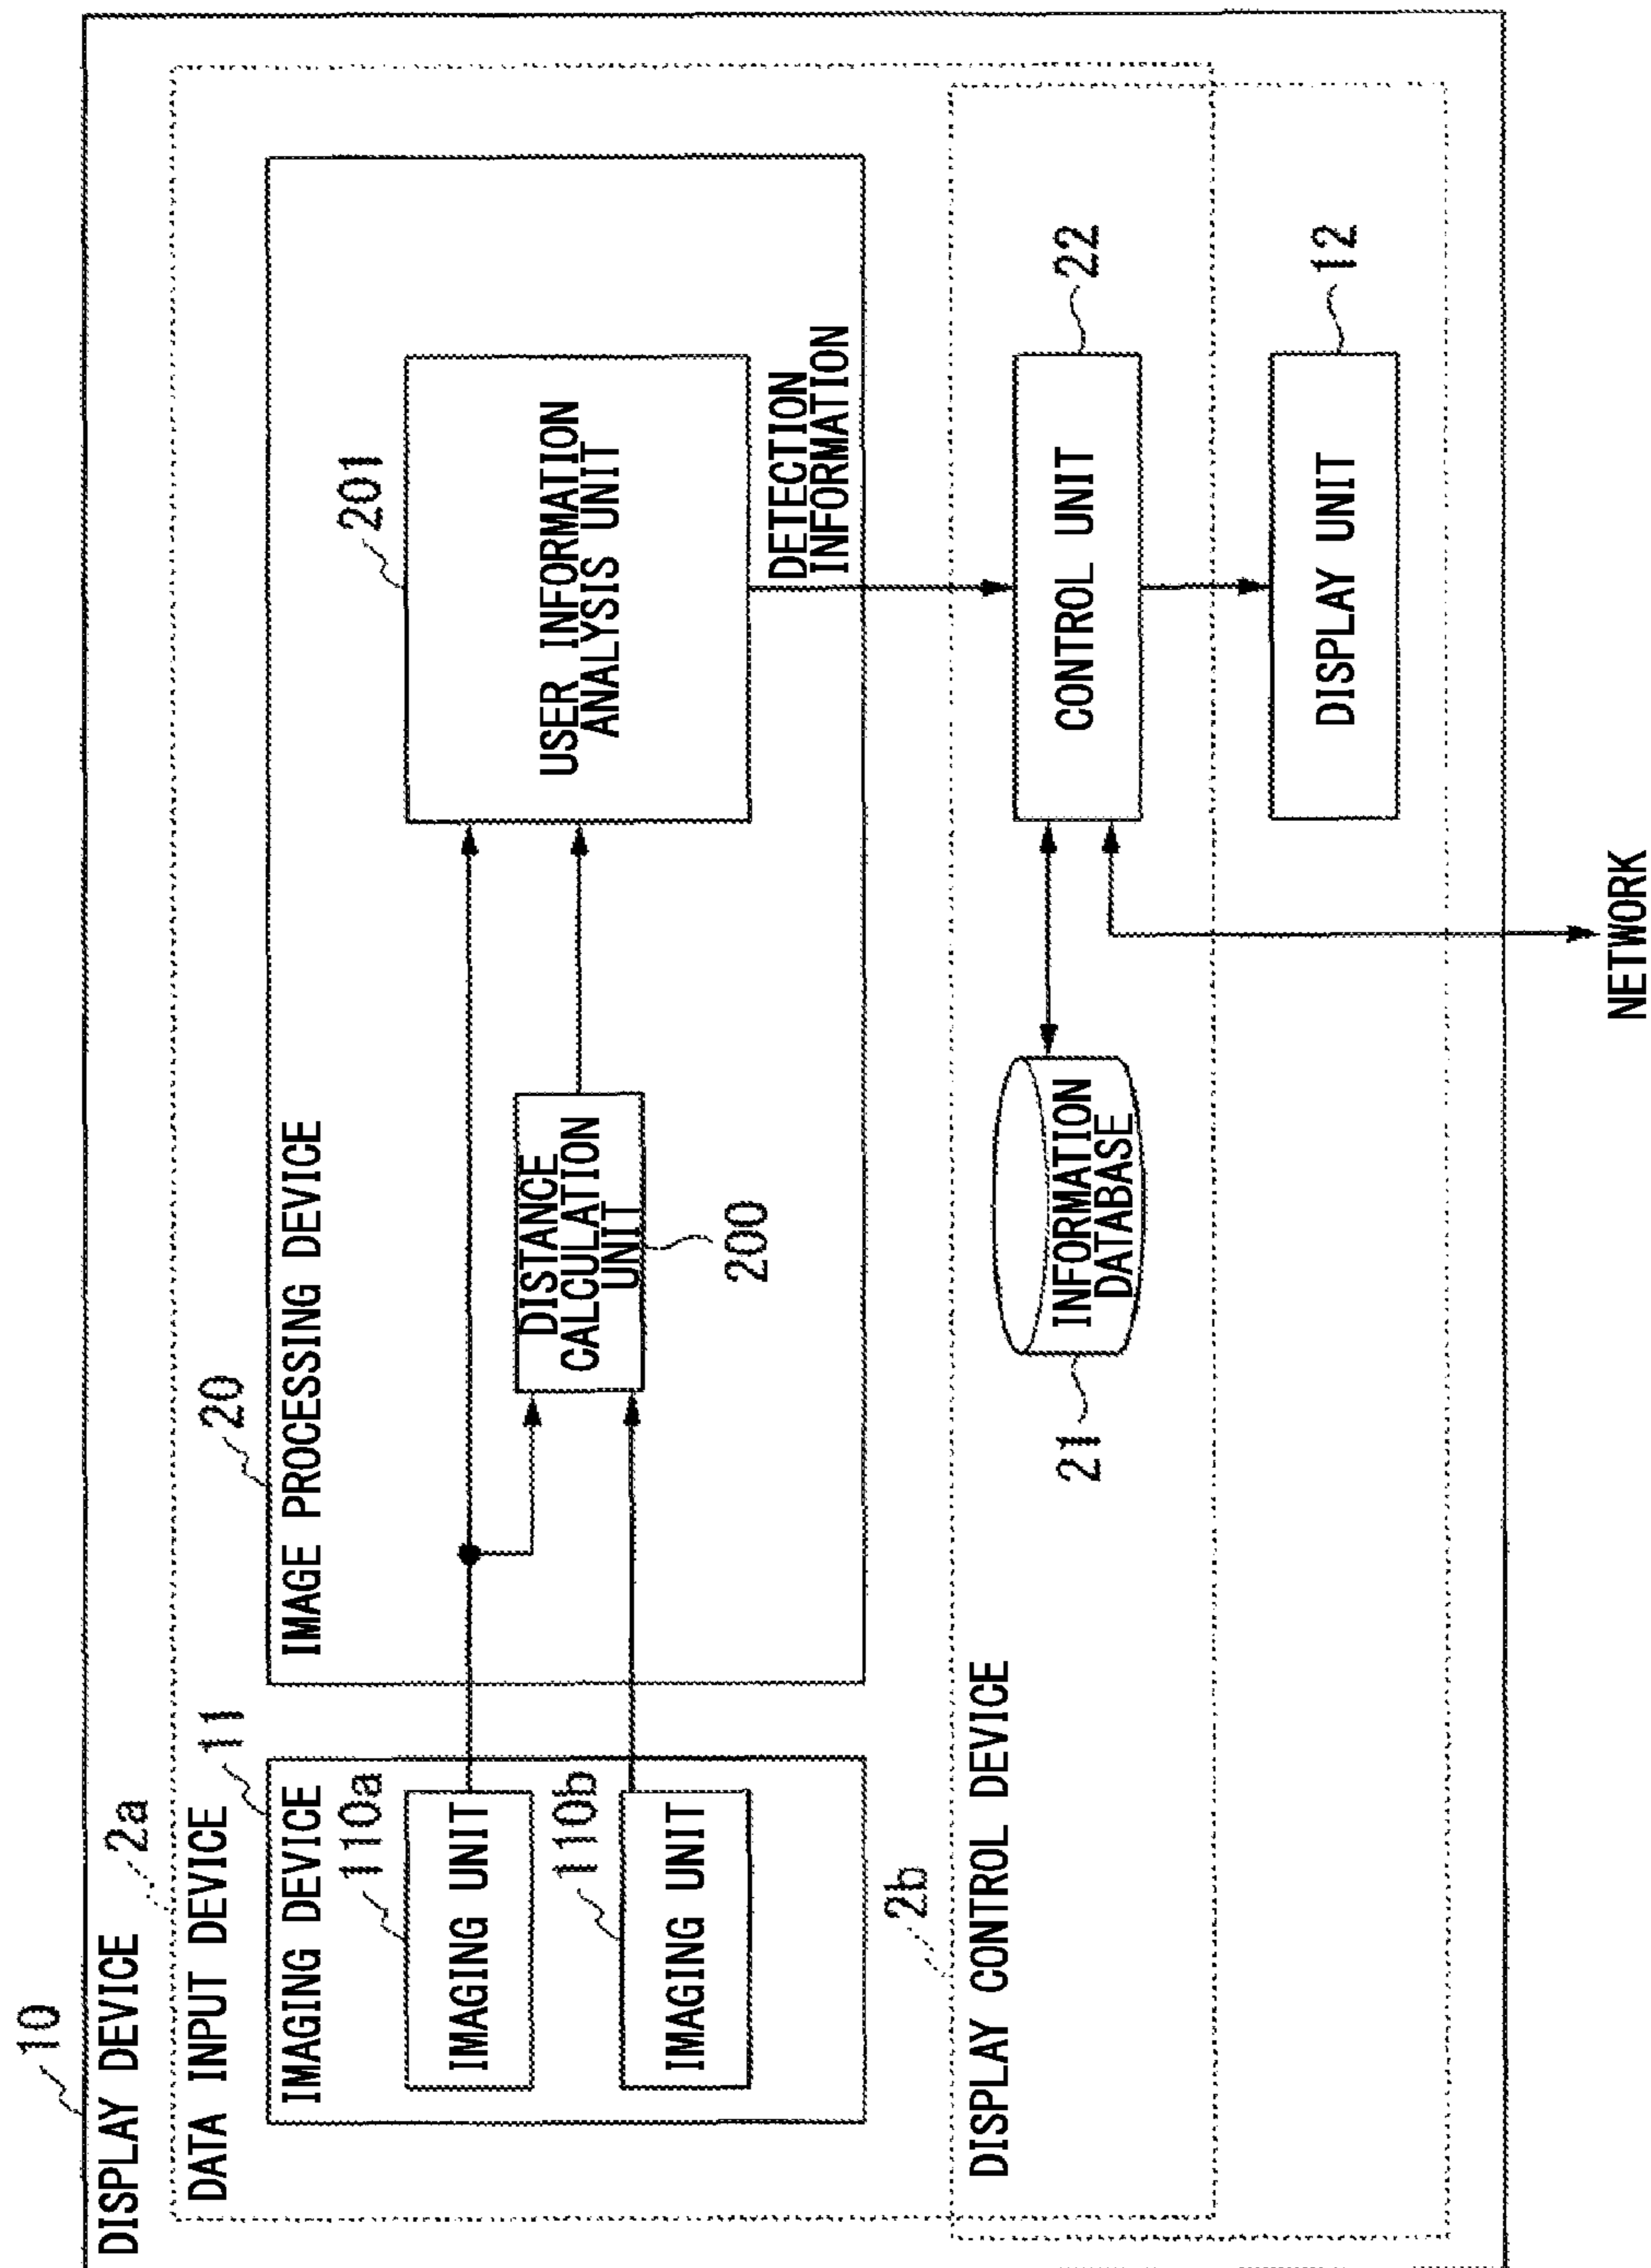 10
DISPLAY DEVICE
2a
DATA INPUT DEVICE
11
IMAGING DEVICE
110a
IMAGING UNIT
110b
IMAGING UNIT
20
IMAGE PROCESSING DEVICE
DISTANCE
CALCULATION
UNIT
200
201
USER INFORMATION
ANALYSIS UNIT
DETECTION
INFORMATION
2b
DISPLAY CONTROL DEVICE
21
INFORMATION
DATABASE
22
CONTROL UNIT
12
DISPLAY UNIT
NETWORK